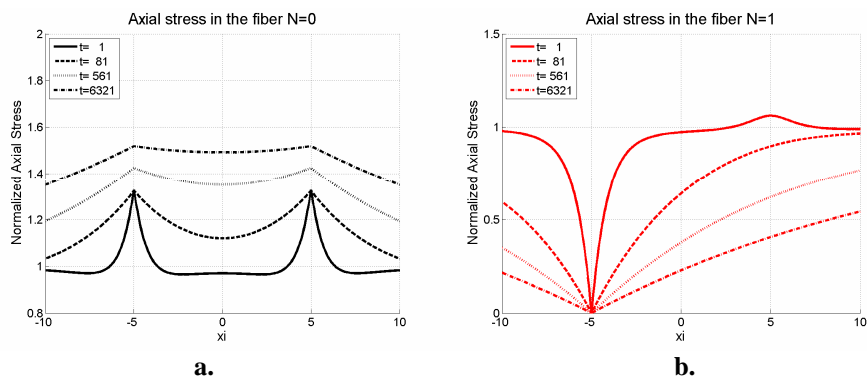 Axial stress in the fiber N=0
2
1.8
1.6
1.4
1.2
1
0.8
Normalized Axial Stress
t= 1
t= 81
t= 561
t=6321
-10
-5
0
5
10
xi
a.
Axial stress in the fiber N=1
1.5
1
0.5
0
Normalized Axial Stress
t= 1
t= 81
t= 561
t=6321
-10
-5
0
5
10
xi
b.